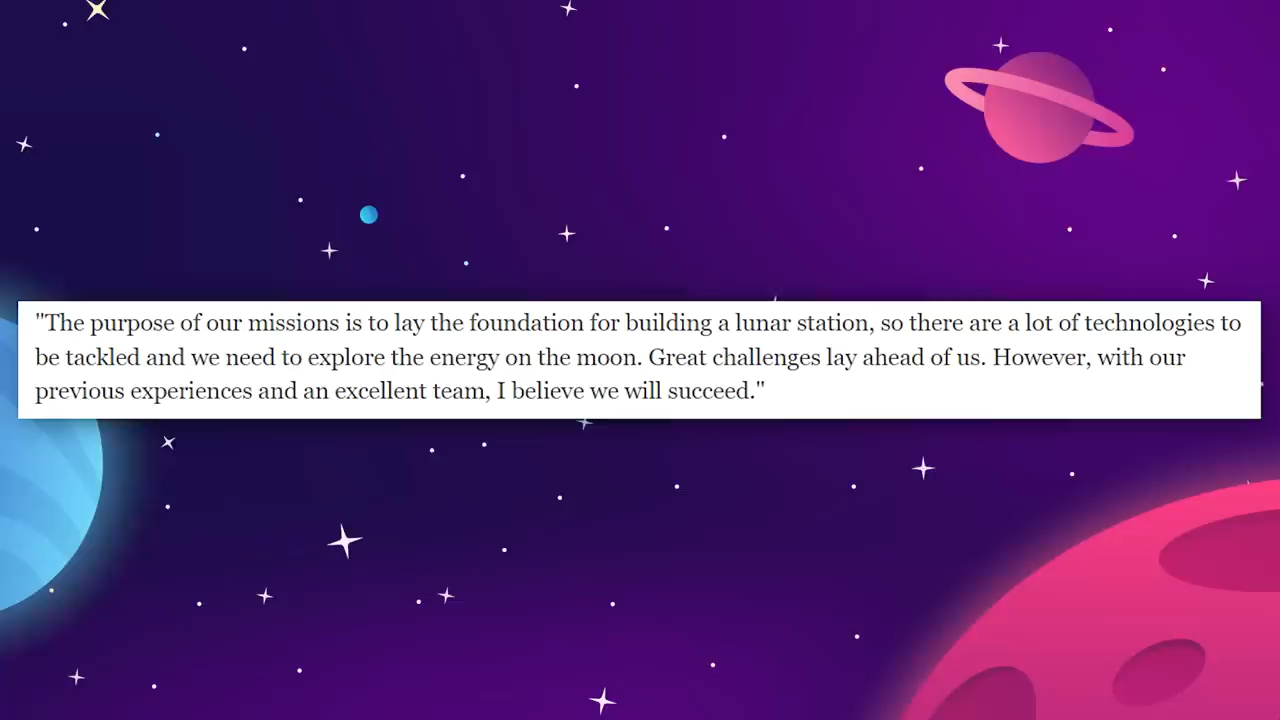 "The purpose of our missions is to lay the foundation for building a lunar station, so there are a lot of technologies to
be tackled and we need to explore the energy on the moon. Great challenges lay ahead of us. However, with our
previous experiences and an excellent team, I believe we will succeed."